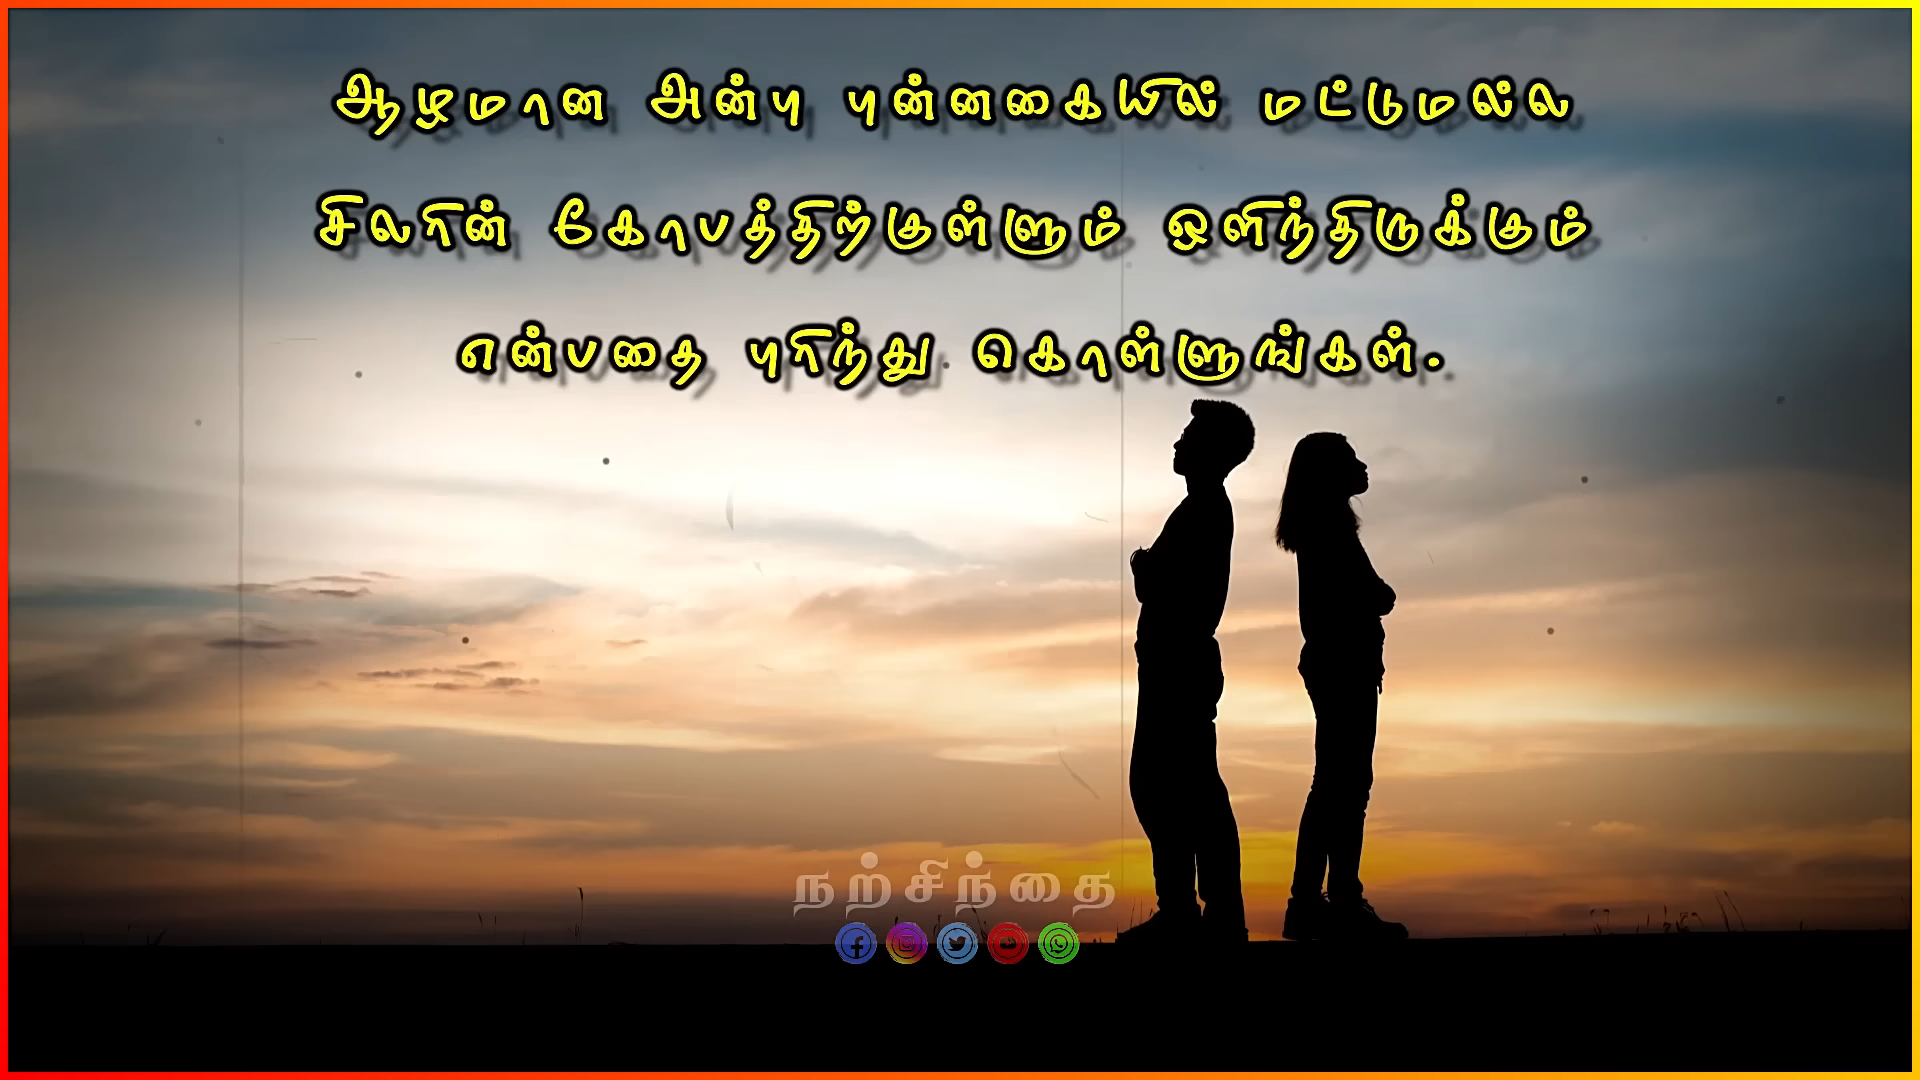 ஆழமான அன்பு புன்னகையில் மட்டுமல்ல
சிலரின் கோபத்திற்குள்ளும் ஒளிந்திருக்கும்
என்பதை புரிந்து கொள்ளுங்கள்.
நற்சிந்தை